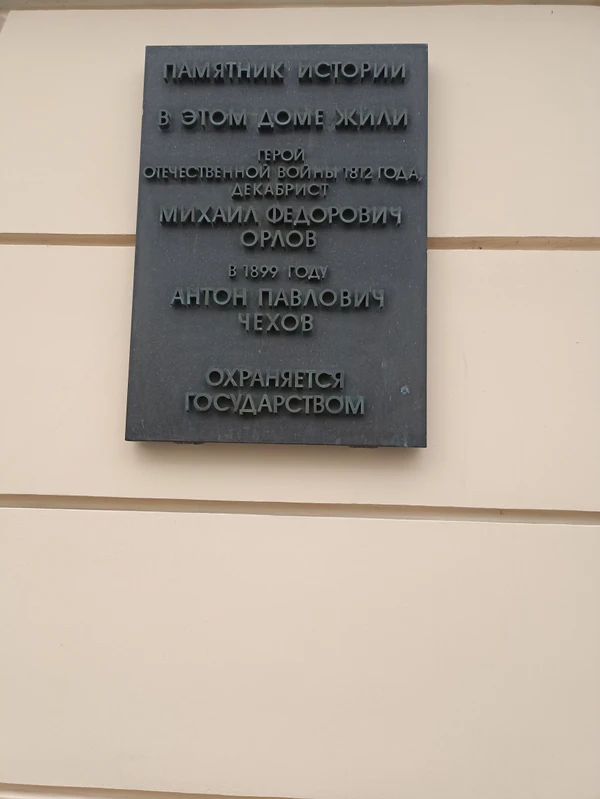 ПАМЯТНИК ИСТОРИИ
В ЭТОМ ДОМЕ ЖИЛИ
ГЕРОЙ
ОТЕЧЕСТВЕННОЙ ВОЙНЫ 1812 ГОДА,
ДЕКАБРИСТ
МИХАИЛ ФЕДОРОВИЧ
ОРЛОВ
В 1899 ГОДУ
АНТОН ПАВЛОВИЧ
ЧЕХОВ
ОХРАНЯЕТСЯ
ГОСУДАРСТВОМ